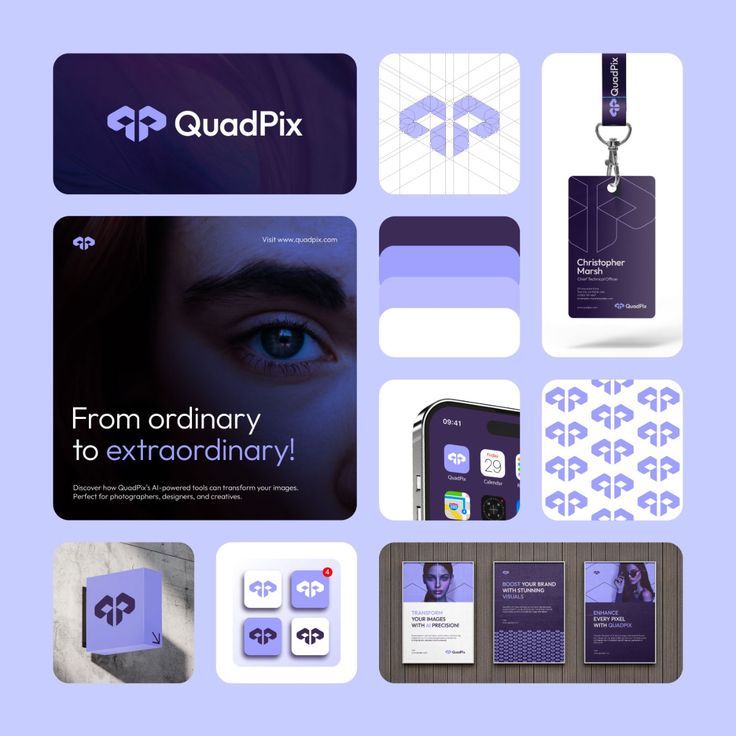 QuadPix
QuadPix
Christopher
Marsh
Chief Technical Officer
QuadPix
Visit www.quadpix.com
From ordinary
to extraordinary!
Discover how QuadPix's AI-powered tools can transform your images.
Perfect for photographers, designers, and creatives.
09:41
QuadPix
Friday
29
Calendar
4
TRANSFORM
YOUR IMAGES
WITH AI PRECISION!
QuadPix
BOOST YOUR BRAND
WITH STUNNING
VISUALS
ENHANCE
EVERY PIXEL
WITH QUADPIX